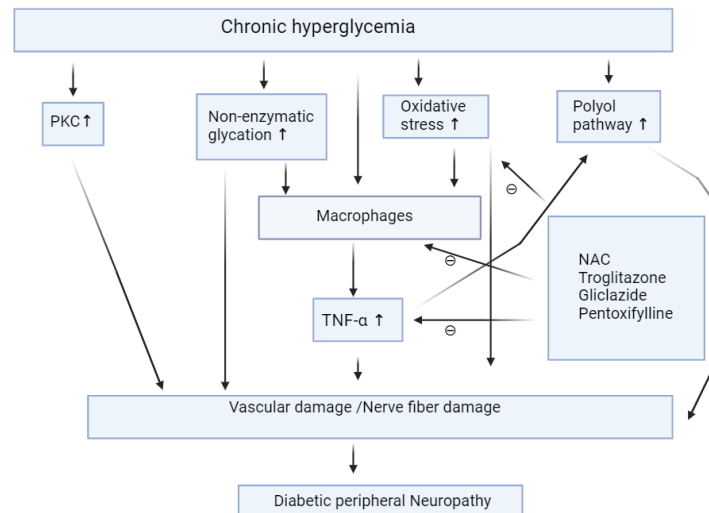 Chronic hyperglycemia
PKC↑
Non-enzymatic
glycation ↑
Oxidative
stress ↑
Polyol
pathway ↑
Macrophages
⊖
⊖
NAC
Troglitazone
Gliclazide
Pentoxifylline
TNF-α ↑
⊖
Vascular damage /Nerve fiber damage
Diabetic peripheral Neuropathy